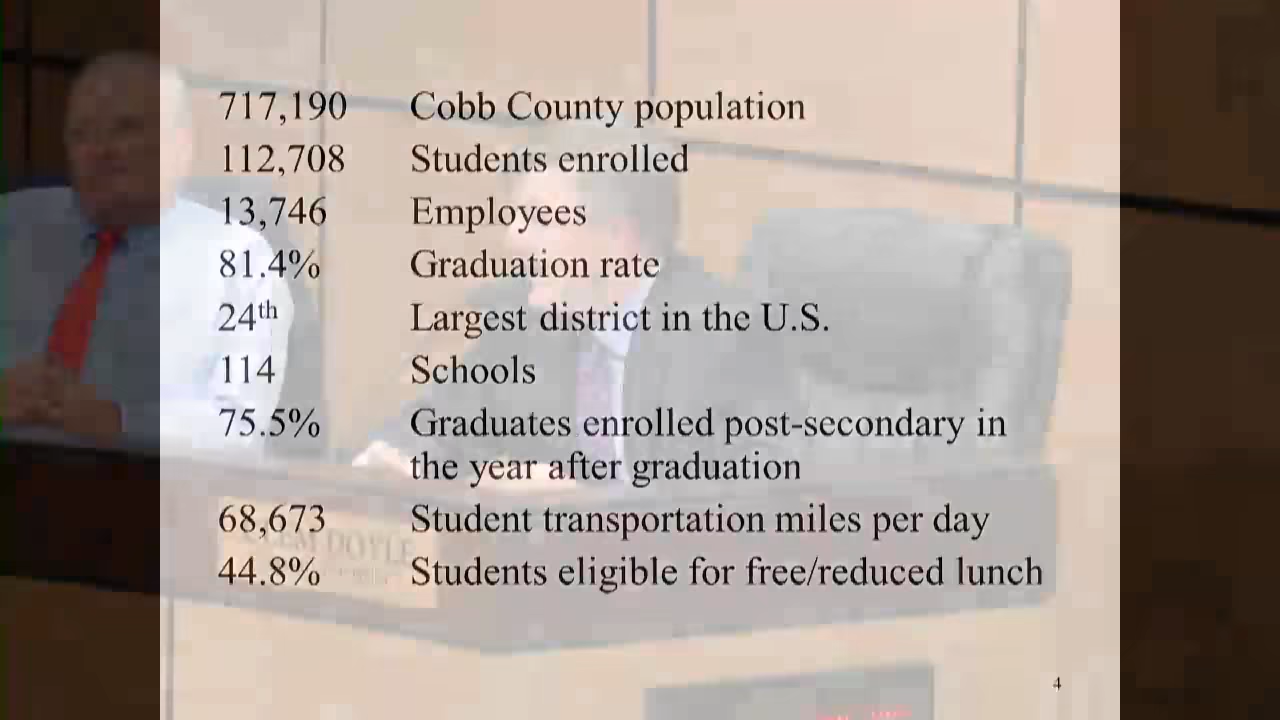 717,190 Cobb County population
112,708 Students enrolled
13,746 Employees
81.4% Graduation rate
24th Largest district in the U.S.
114 Schools
75.5% Graduates enrolled post-secondary in
the year after graduation
68,673 Student transportation miles per day
DOYLE
44.8% Students eligible for free/reduced lunch
4